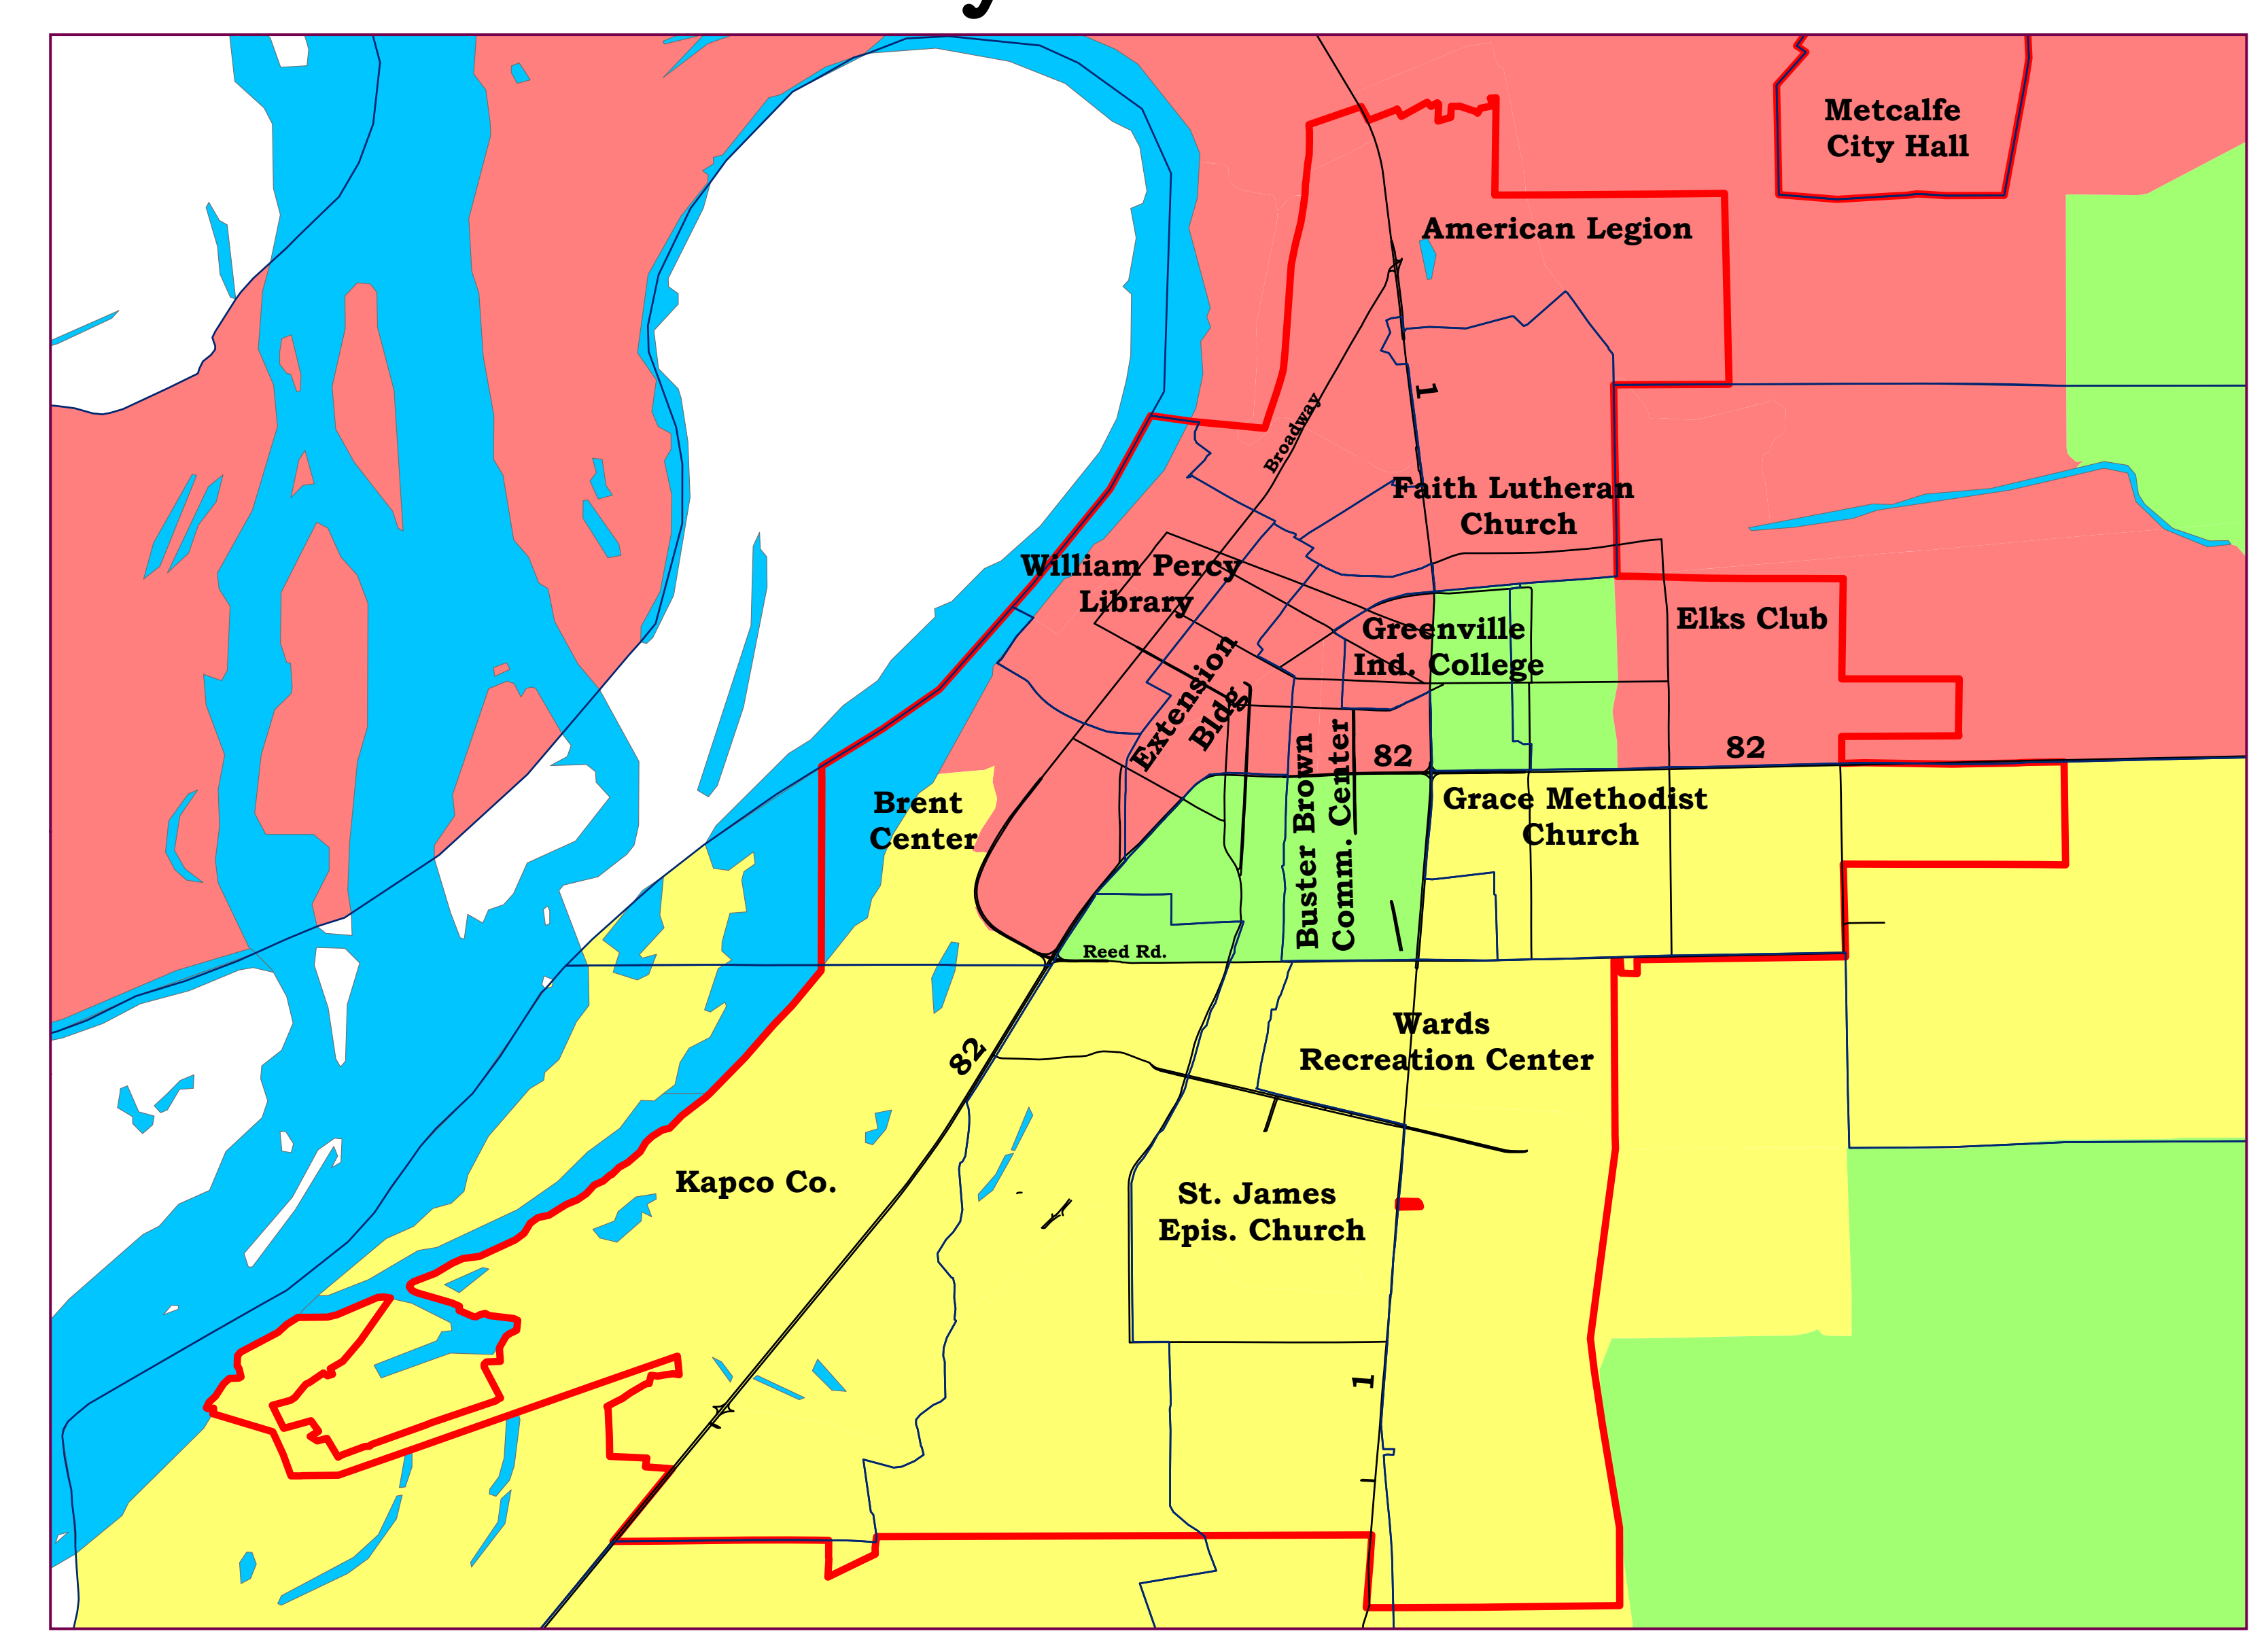 Metcalfe
City Hall
American Legion
1
Broadway
Faith Lutheran
Church
William Percy
Library
Greenville
Ind. College
Elks Club
Extension
Bldg.
82
82
Buster Brown
Comm. Center
Brent
Center
Grace Methodist
Church
Reed Rd.
Wards
Recreation Center
82
Kapco Co.
St. James
Epis. Church
1